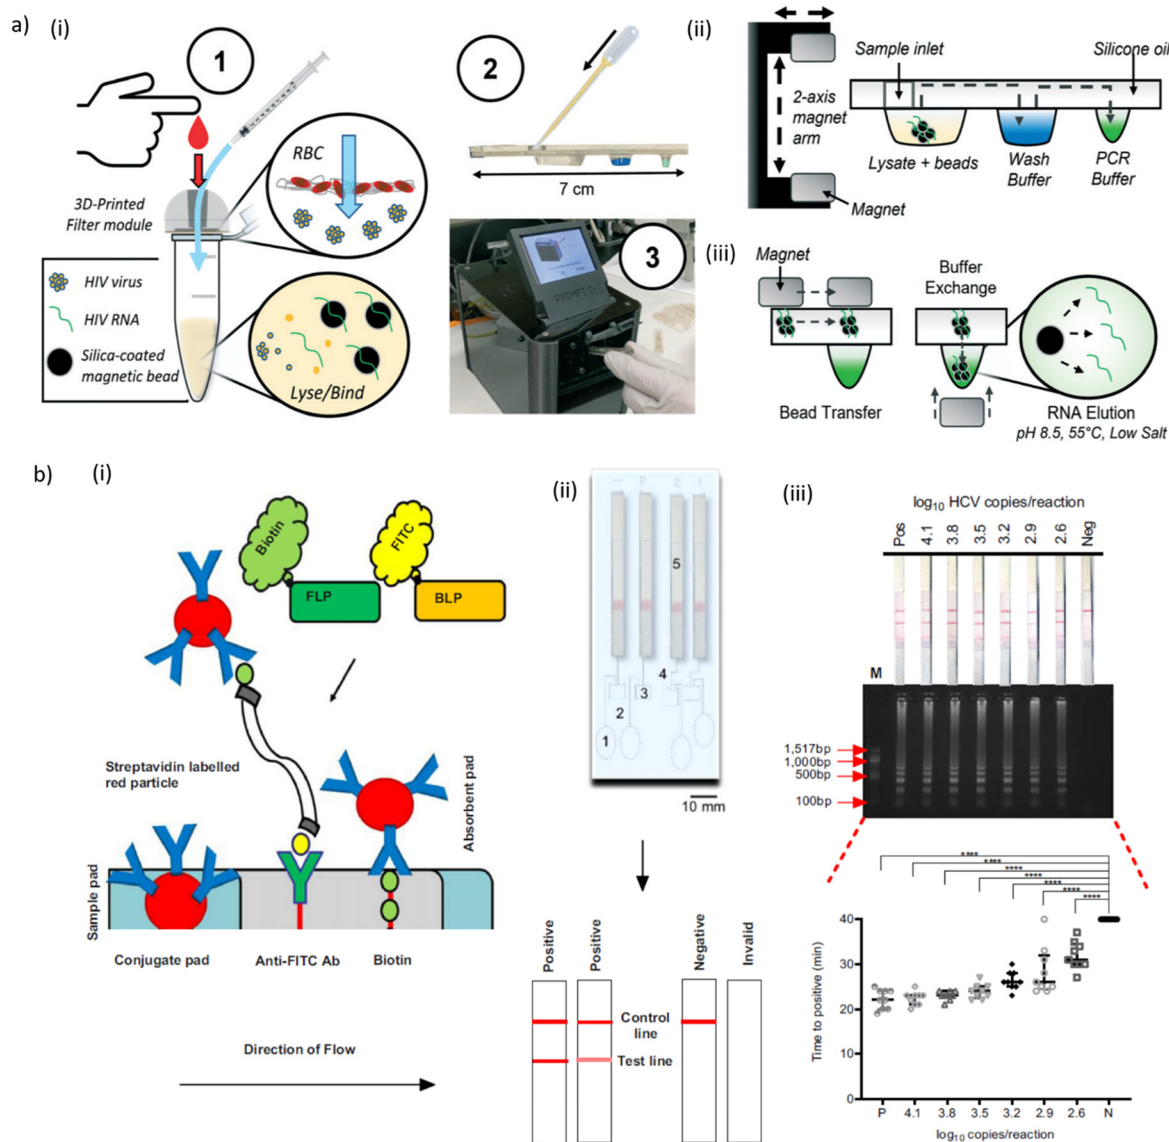 a)
(i)
1
3D-Printed
Filter module
RBC
HIV virus
HIV RNA
Silica-coated
magnetic bead
Lyse/Bind
2
7 cm
3
(ii)
2-axis
magnet
arm
Magnet
Sample inlet
Silicone oil
Lysate + beads
Wash
Buffer
PCR
Buffer
(iii)
Magnet
Bead Transfer
Buffer
Exchange
RNA Elution
pH 8.5, 55°C, Low Salt
b)
(i)
Biotin
FITC
FLP
BLP
Streptavidin labelled
red particle
Absorbent pad
Sample pad
Conjugate pad
Anti-FITC Ab
Biotin
Direction of Flow
(ii)
– P 2 1
5
4
3
2
1
10 mm
Positive
Positive
Negative
Invalid
Control
line
Test line
(iii)
log10 HCV copies/reaction
Pos
4.1
3.8
3.5
3.2
2.9
2.6
Neg
M
1,517bp
1,000bp
500bp
100bp
****
****
****
****
****
****
****
Time to positive (min)
40
30
20
10
0
P 4.1 3.8 3.5 3.2 2.9 2.6 N
log10 copies/reaction